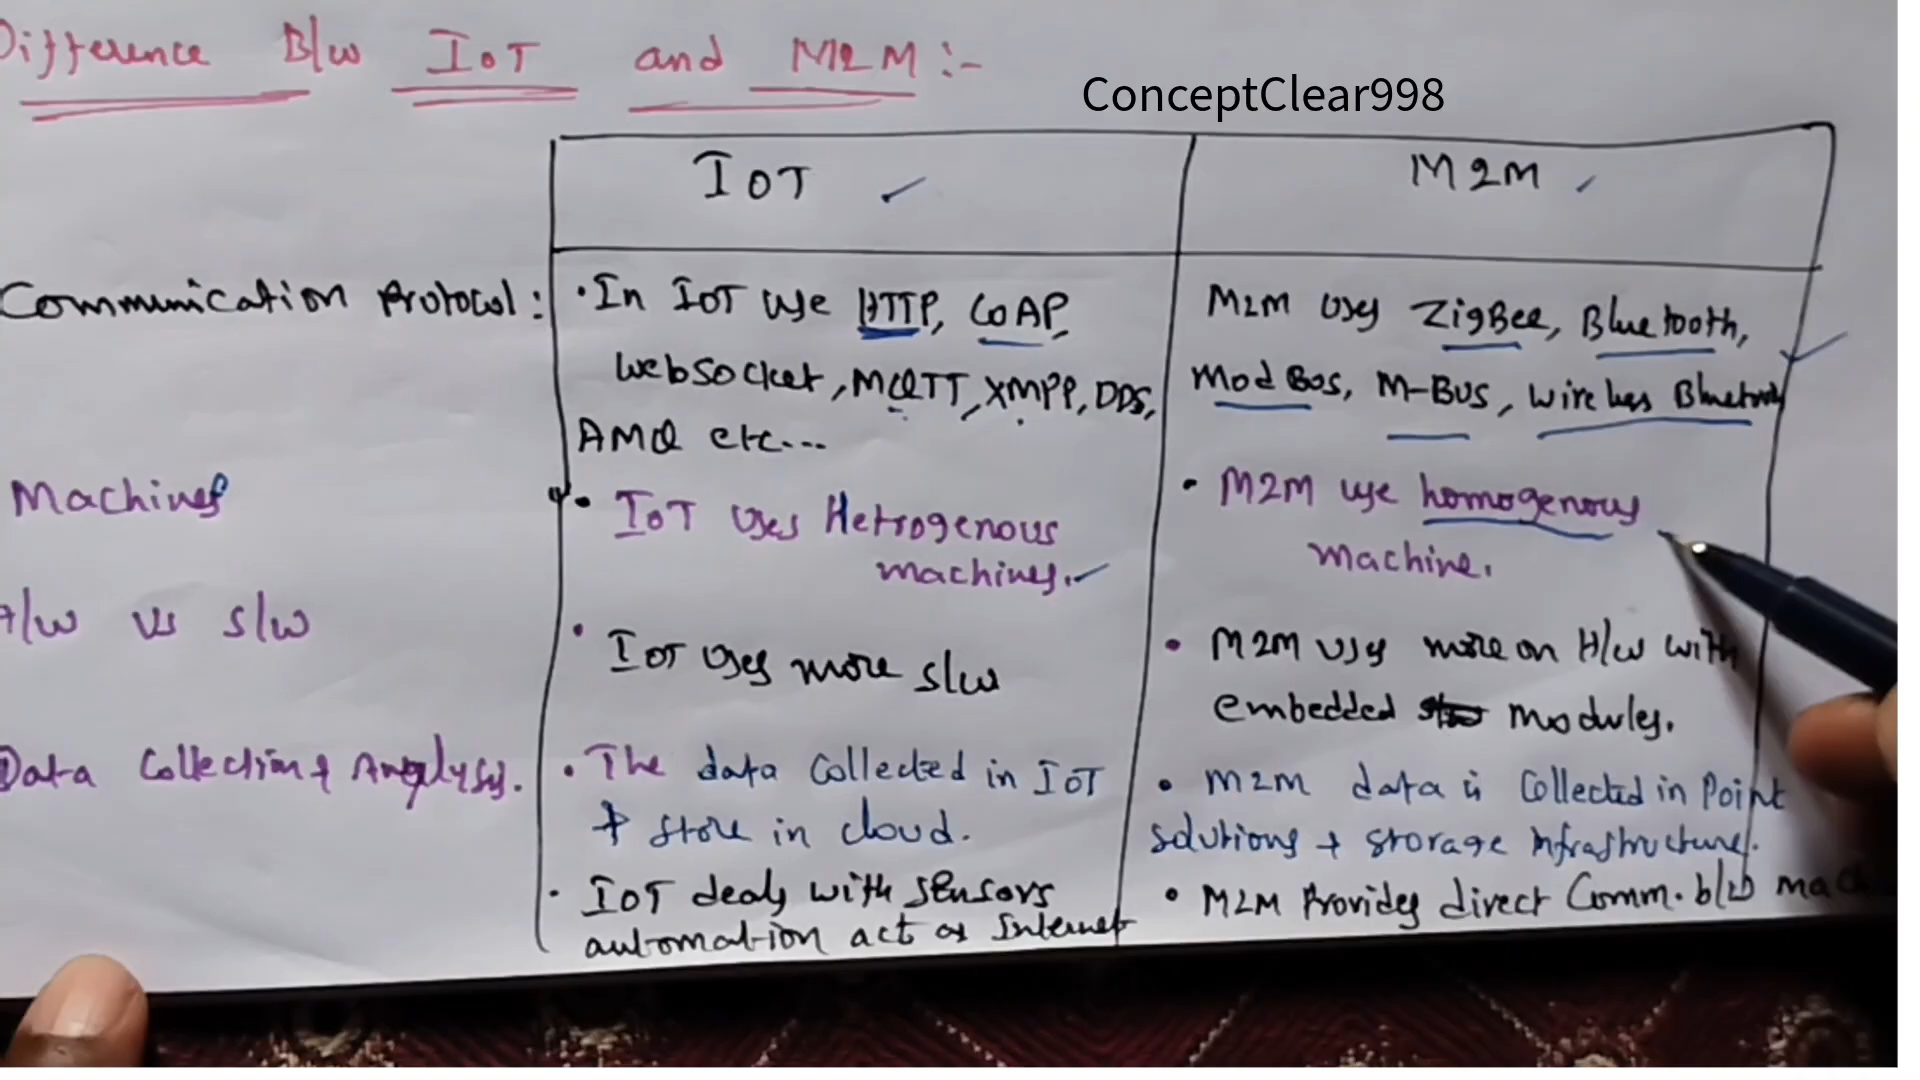 Difference B/w IOT and M2M :-
ConceptClear998
IOT
M2M
Communication Protocol :
• In IOT use HTTP, COAP,
WebSocket, MQTT, XMPP, DDS,
AMQ etc...
M2M uses ZigBee, Bluetooth,
ModBus, M-Bus, Wireless Bluetooth
Machines
• IOT uses Hetrogenous
machines.
• M2M use homogenous
machine.
H/w vs s/w
• IOT uses more s/w
• M2M uses more on H/w with
embedded modules.
Data Collection & Analysis.
• The data collected in IOT
& store in cloud.
• M2M data is collected in Point
solutions & storage infrastructure.
• IOT deals with sensors
automation act as Internet
• M2M Provides direct Comm. b/w mach